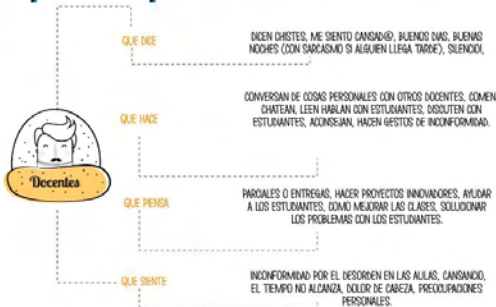 QUE DICE
DICEN CHISTES, ME SIENTO CANSAD@, BUENOS DIAS, BUENAS
NOCHES (CON SARCASMO SI ALGUIEN LLEGA TARDE), SILENCIO!,
QUE HACE
CONVERSAN DE COSAS PERSONALES CON OTROS DOCENTES, COMEN
CHATEAN, LEEN HABLAN CON ESTUDIANTES, DISCUTEN CON
ESTUDIANTES, ACONSEJAN, HACEN GESTOS DE INCONFORMIDAD.
Docentes
QUE PIENSA
PARCIALES O ENTREGAS, HACER PROYECTOS INNOVADORES, AYUDAR
A LOS ESTUDIANTES, COMO MEJORAR LAS CLASES, SOLUCIONAR
LOS PROBLEMAS CON LOS ESTUDIANTES.
QUE SIENTE
INCONFORMIDAD POR EL DESORDEN EN LAS AULAS, CANSANCIO,
EL TIEMPO NO ALCANZA, DOLOR DE CABEZA, PREOCUPACIONES
PERSONALES.